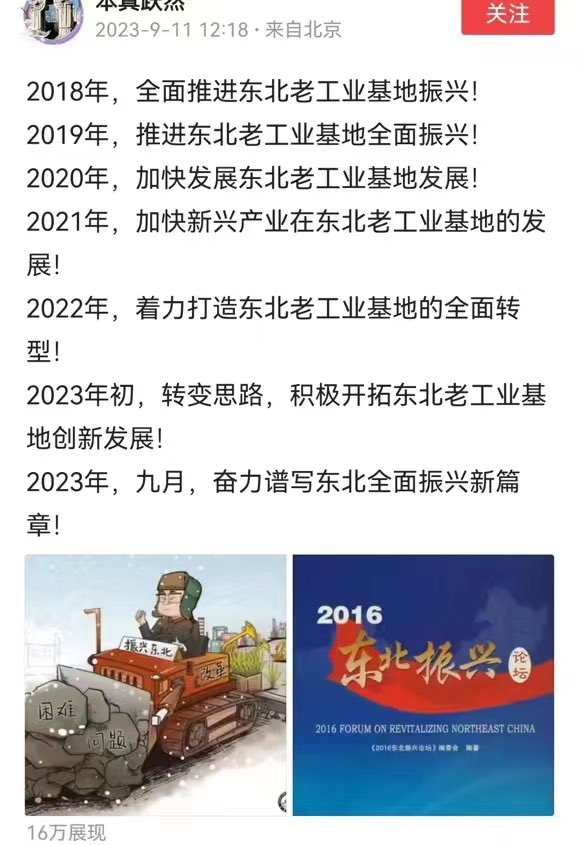 本真跃然
2023-9-11 12:18·来自北京
关注
2018年，全面推进东北老工业基地振兴！
2019年，推进东北老工业基地全面振兴！
2020年，加快发展东北老工业基地发展！
2021年，加快新兴产业在东北老工业基地的发
展！
2022年，着力打造东北老工业基地的全面转
型！
2023年初，转变思路，积极开拓东北老工业基
地创新发展！
2023年，九月，奋力谱写东北全面振兴新篇
章！
振兴东北
改革
困难
问题
2016
东北振兴
论坛
2016 FORUM ON REVITALIZING NORTHEAST CHINA
《2016东北振兴论坛》编委会 编著
16万展现